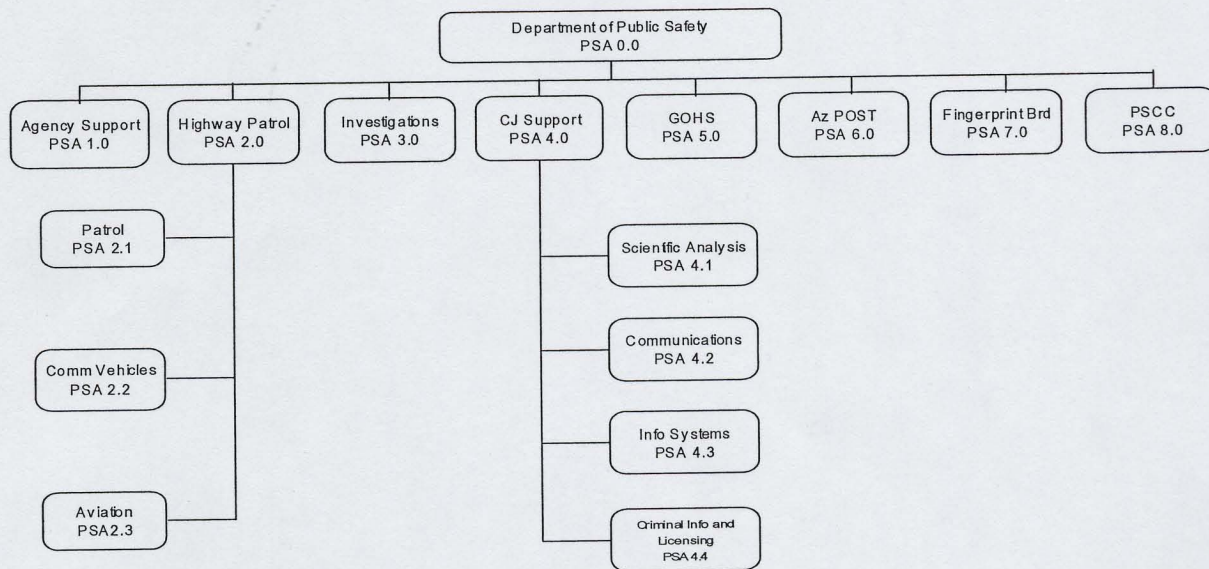 Department of Public Safety
PSA 0.0
Agency Support
PSA 1.0
Highway Patrol
PSA 2.0
Investigations
PSA 3.0
CJ Support
PSA 4.0
GOHS
PSA 5.0
Az POST
PSA 6.0
Fingerprint Brd
PSA 7.0
PSCC
PSA 8.0
Patrol
PSA 2.1
Comm Vehicles
PSA 2.2
Aviation
PSA2.3
Scientfic Analysis
PSA 4.1
Communications
PSA 4.2
Info Systems
PSA 4.3
Criminal Info and
Licensing
PSA 4.4